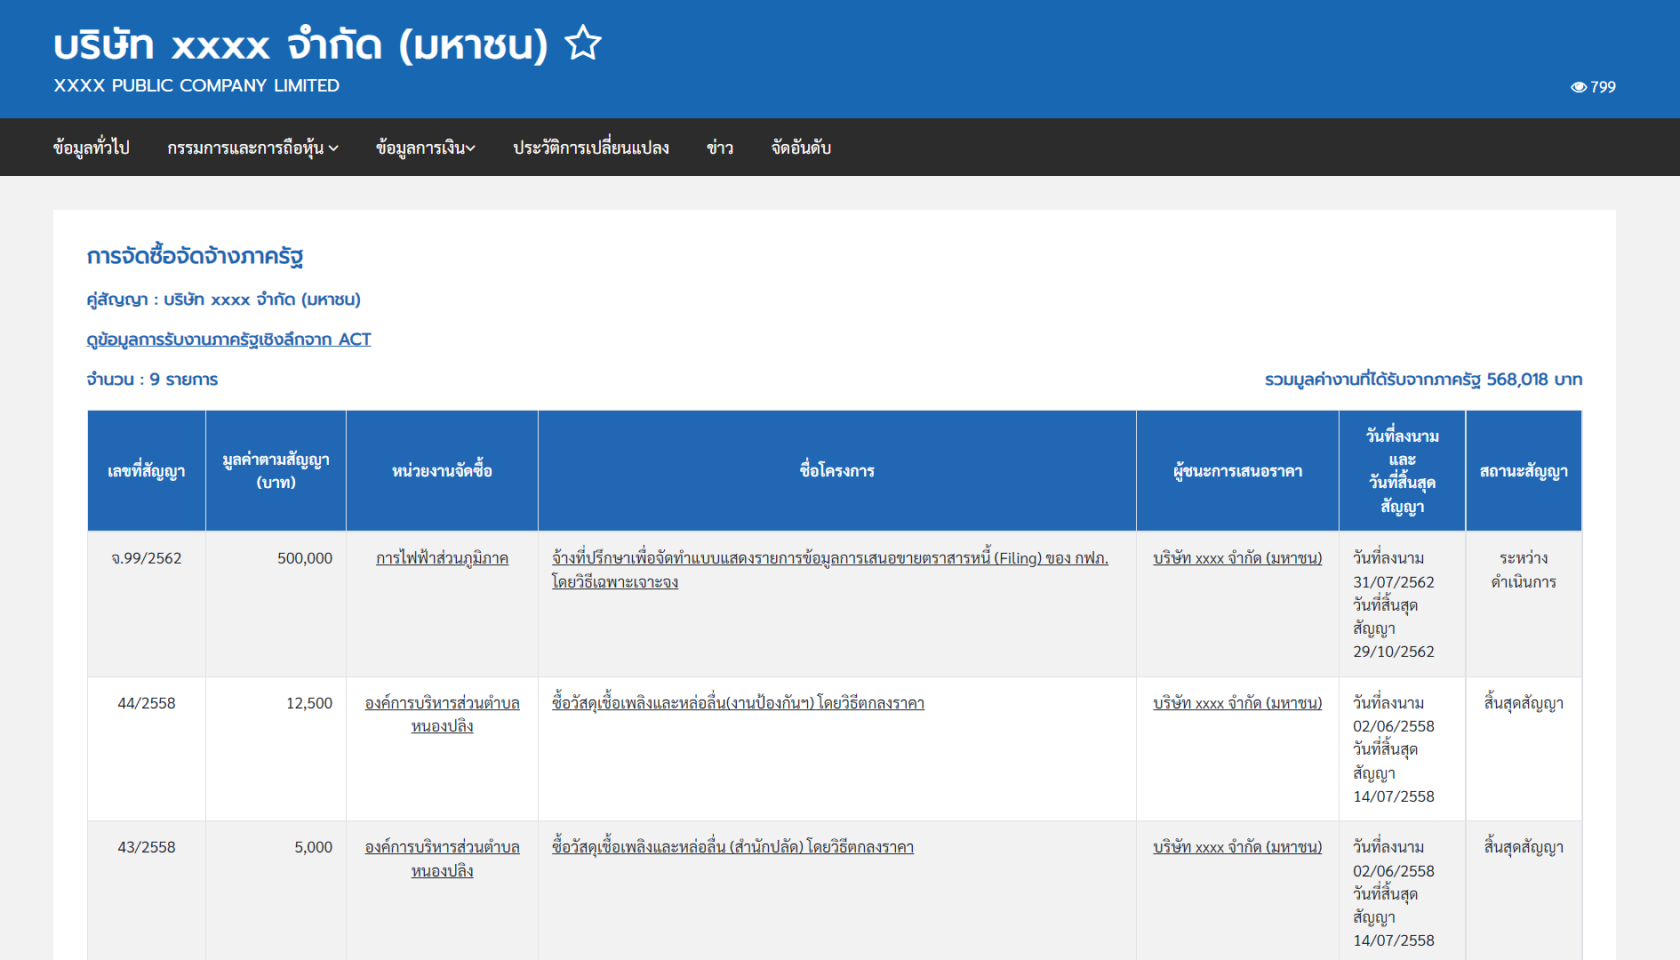 บริษัท xxxx จำกัด (มหาชน)
XXXX PUBLIC COMPANY LIMITED
799
ข้อมูลทั่วไป กรรมการและการถือหุ้น ข้อมูลการเงิน ประวัติการเปลี่ยนแปลง ข่าว จัดอันดับ
การจัดซื้อจัดจ้างภาครัฐ
คู่สัญญา : บริษัท xxxx จำกัด (มหาชน)
ดูข้อมูลการรับงานภาครัฐเชิงลึกจาก ACT
จำนวน : 9 รายการ
รวมมูลค่างานที่ได้รับจากภาครัฐ 568,018 บาท
เลขที่สัญญา
มูลค่าตามสัญญา
(บาท)
หน่วยงานจัดซื้อ
ชื่อโครงการ
ผู้ชนะการเสนอราคา
วันที่ลงนาม
และ
วันที่สิ้นสุด
สัญญา
สถานะสัญญา
จ.99/2562
500,000
การไฟฟ้าส่วนภูมิภาค
จ้างที่ปรึกษาเพื่อจัดทำแบบแสดงรายการข้อมูลการเสนอขายตราสารหนี้ (Filing) ของ กฟภ.
โดยวิธีเฉพาะเจาะจง
บริษัท xxxx จำกัด (มหาชน)
วันที่ลงนาม
31/07/2562
วันที่สิ้นสุด
สัญญา
29/10/2562
ระหว่าง
ดำเนินการ
44/2558
12,500
องค์การบริหารส่วนตำบล
หนองปลิง
ซื้อวัสดุเชื้อเพลิงและหล่อลื่น(งานป้องกันฯ) โดยวิธีตกลงราคา
บริษัท xxxx จำกัด (มหาชน)
วันที่ลงนาม
02/06/2558
วันที่สิ้นสุด
สัญญา
14/07/2558
สิ้นสุดสัญญา
43/2558
5,000
องค์การบริหารส่วนตำบล
หนองปลิง
ซื้อวัสดุเชื้อเพลิงและหล่อลื่น (สำนักปลัด) โดยวิธีตกลงราคา
บริษัท xxxx จำกัด (มหาชน)
วันที่ลงนาม
02/06/2558
วันที่สิ้นสุด
สัญญา
14/07/2558
สิ้นสุดสัญญา